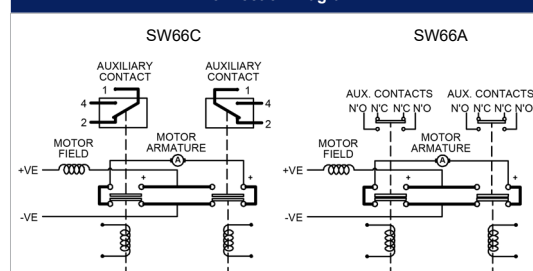 SW66C
SW66A
AUXILIARY CONTACT
AUXILIARY CONTACT
1
4
2
1
4
2
AUX. CONTACTS
AUX. CONTACTS
N'O N'C N'C N'O
N'O N'C N'C N'O
MOTOR FIELD
MOTOR ARMATURE
A
+VE
+
+
-VE
MOTOR FIELD
MOTOR ARMATURE
A
+VE
+
+
-VE